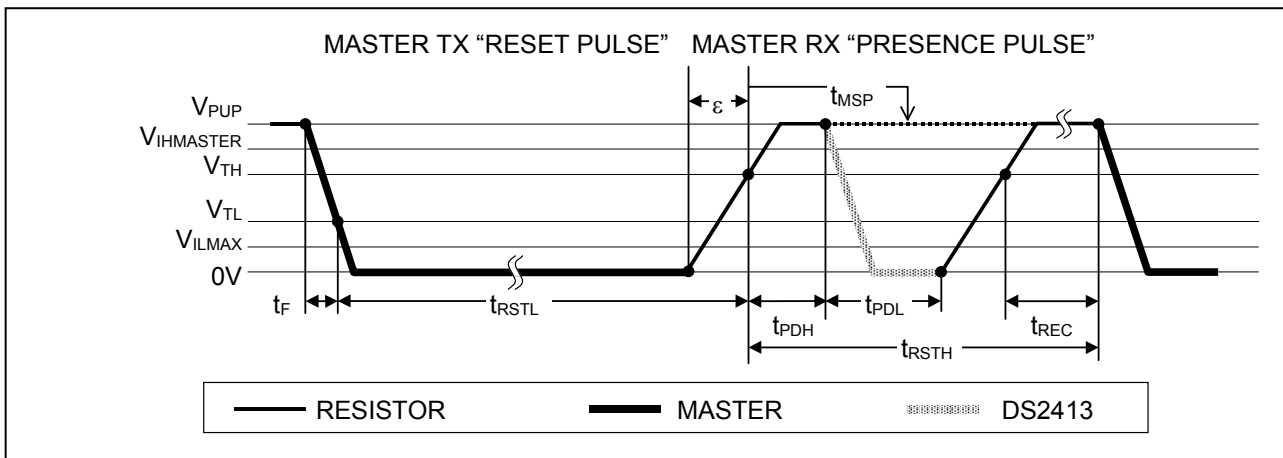 MASTER TX “RESET PULSE” MASTER RX “PRESENCE PULSE”
ε tMSP
VPUP
VIHMASTER
VTH
VTL
VILMAX
0V
tF tRSTL tPDH tPDL tREC
tRSTH
RESISTOR MASTER DS2413